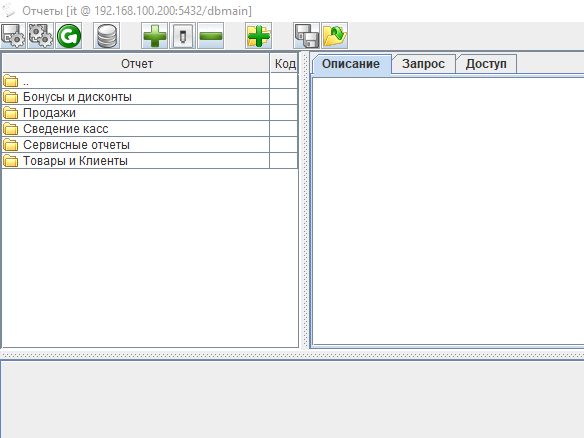 Отчеты [it @ 192.168.100.200:5432/dbmain]
Отчет Код
Описание Запрос Доступ
..
Бонусы и дисконты
Продажи
Сведение касс
Сервисные отчеты
Товары и Клиенты